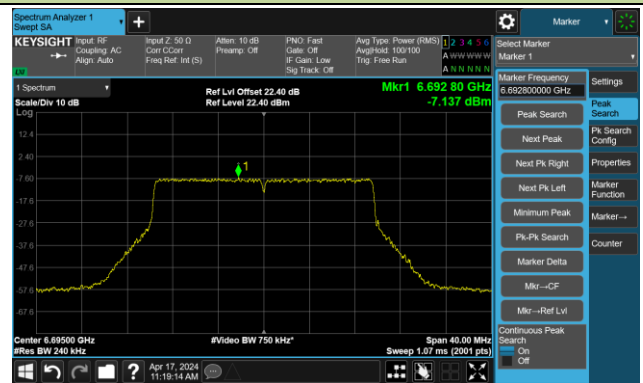 Spectrum Analyzer 1
Swept SA
+
Marker
KEYSIGHT
Input: RF
Coupling: AC
Align: Auto
Input Z: 50 Ω
Corr CCorr
Freq Ref: Int (S)
Atten: 10 dB
Preamp: Off
PNO: Fast
Gate: Off
IF Gain: Low
Sig Track: Off
Avg Type: Power (RMS)
Avg|Hold: 100/100
Trig: Free Run
1 2 3 4 5 6
A W W W W W
A N N N N N
LW
Select Marker
Marker 1
1 Spectrum
Scale/Div 10 dB
Log
Ref Lvl Offset 22.40 dB
Ref Level 22.40 dBm
Mkr1 6.692 80 GHz
-7.137 dBm
12.4
2.40
-7.60
-17.6
-27.6
-37.6
-47.6
-57.6
-67.6
1
Center 6.69500 GHz
#Res BW 240 kHz
#Video BW 750 kHz*
Span 40.00 MHz
Sweep 1.07 ms (2001 pts)
Marker Frequency
6.692800000 GHz
Peak Search
Next Peak
Next Pk Right
Next Pk Left
Minimum Peak
Pk-Pk Search
Marker Delta
Mkr→CF
Mkr→Ref Lvl
Continuous Peak
Search
On
Off
Settings
Peak
Search
Pk Search
Config
Properties
Marker
Function
Marker→
Counter
?
Apr 17, 2024
11:19:14 AM